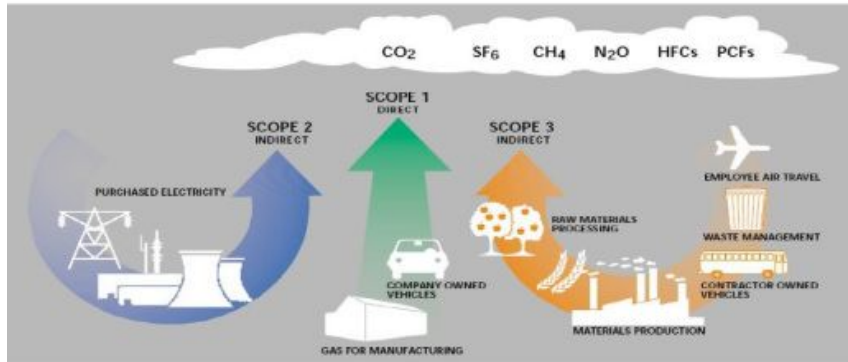 CO2 SF6 CH4 N2O HFCs PCFs
SCOPE 2
INDIRECT
SCOPE 1
DIRECT
SCOPE 3
INDIRECT
PURCHASED ELECTRICITY
COMPANY OWNED
VEHICLES
GAS FOR MANUFACTURING
RAW MATERIALS
PROCESSING
MATERIALS PRODUCTION
EMPLOYEE AIR TRAVEL
WASTE MANAGEMENT
CONTRACTOR OWNED
VEHICLES